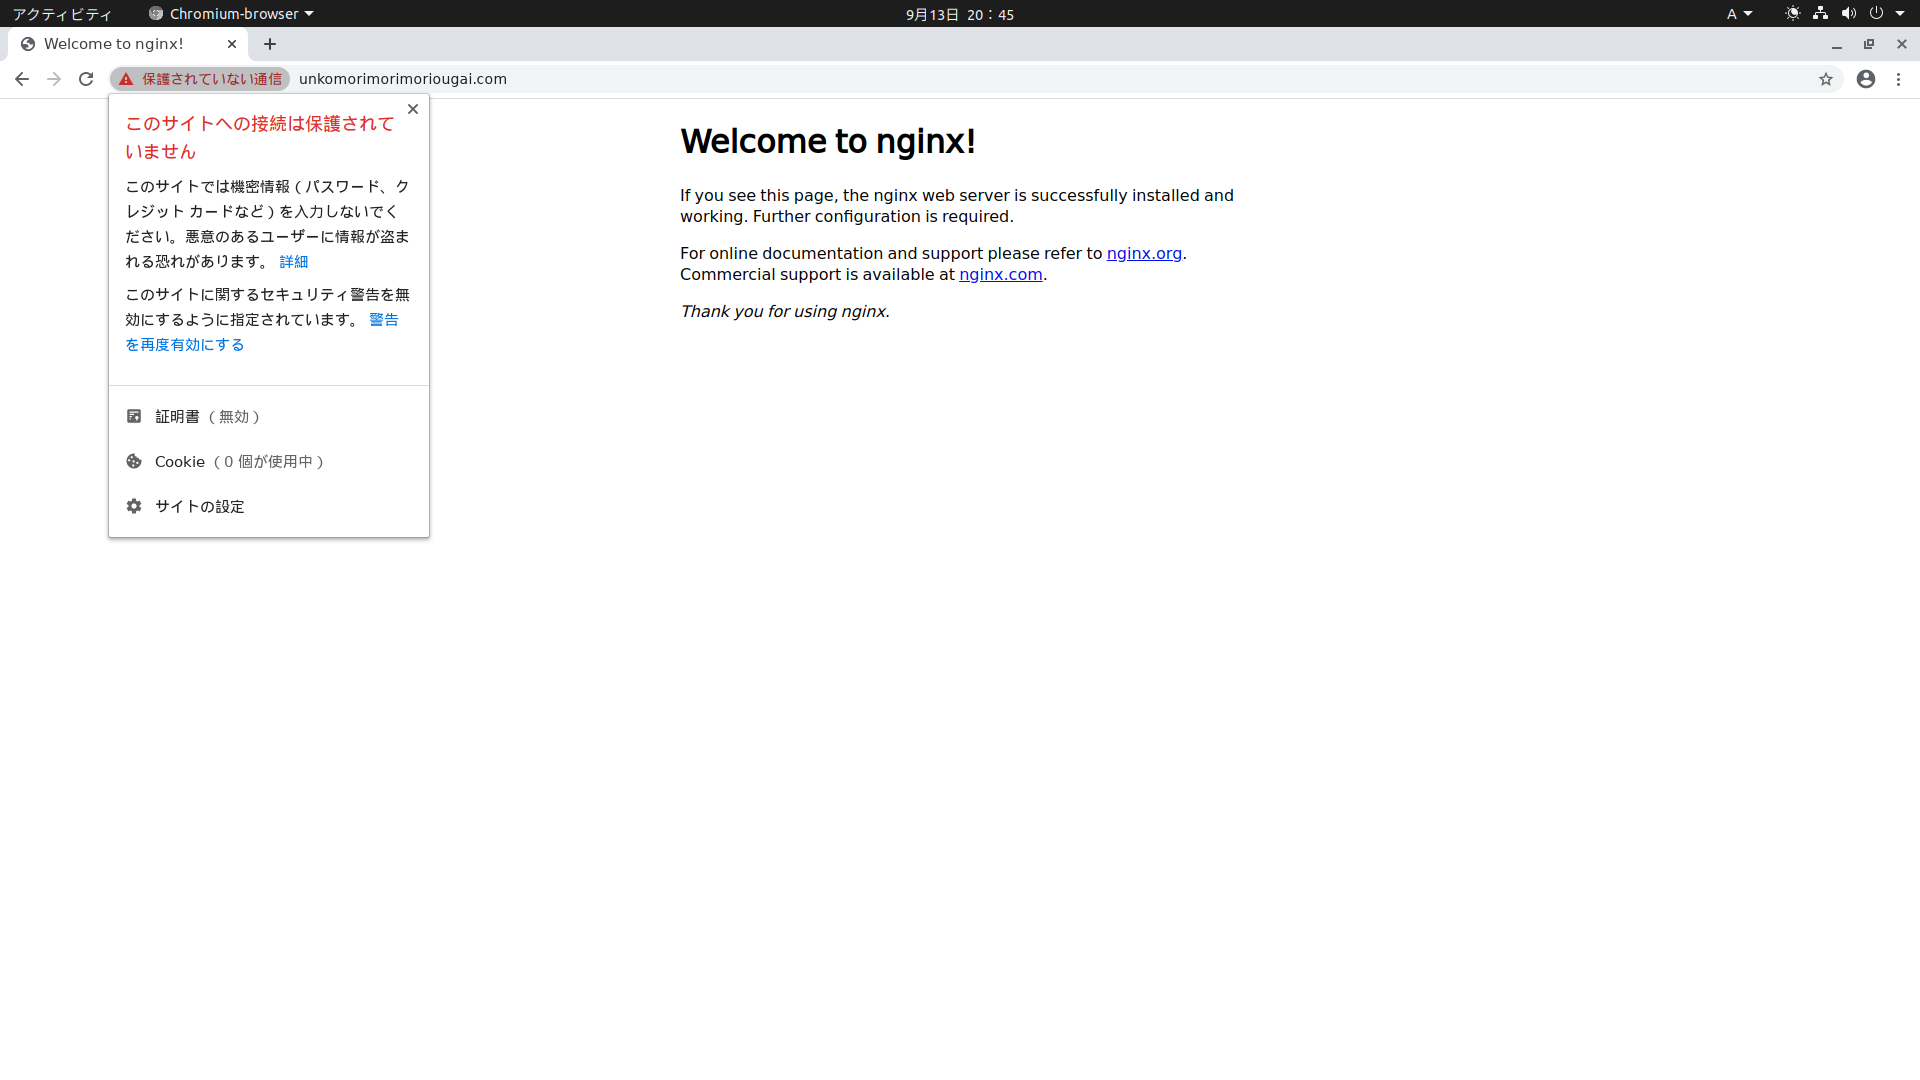 アクティビティ
Chromium-browser
9月13日 20：45
A
Welcome to nginx!
保護されていない通信
unkomorimorimoriougai.com
このサイトへの接続は保護されて
いません
このサイトでは機密情報（パスワード、ク
レジット カードなど）を入力しないでく
ださい。悪意のあるユーザーに情報が盗ま
れる恐れがあります。 詳細
このサイトに関するセキュリティ警告を無
効にするように指定されています。 警告
を再度有効にする
証明書（無効）
Cookie（0 個が使用中）
サイトの設定
Welcome to nginx!
If you see this page, the nginx web server is successfully installed and
working. Further configuration is required.
For online documentation and support please refer to nginx.org.
Commercial support is available at nginx.com.
Thank you for using nginx.